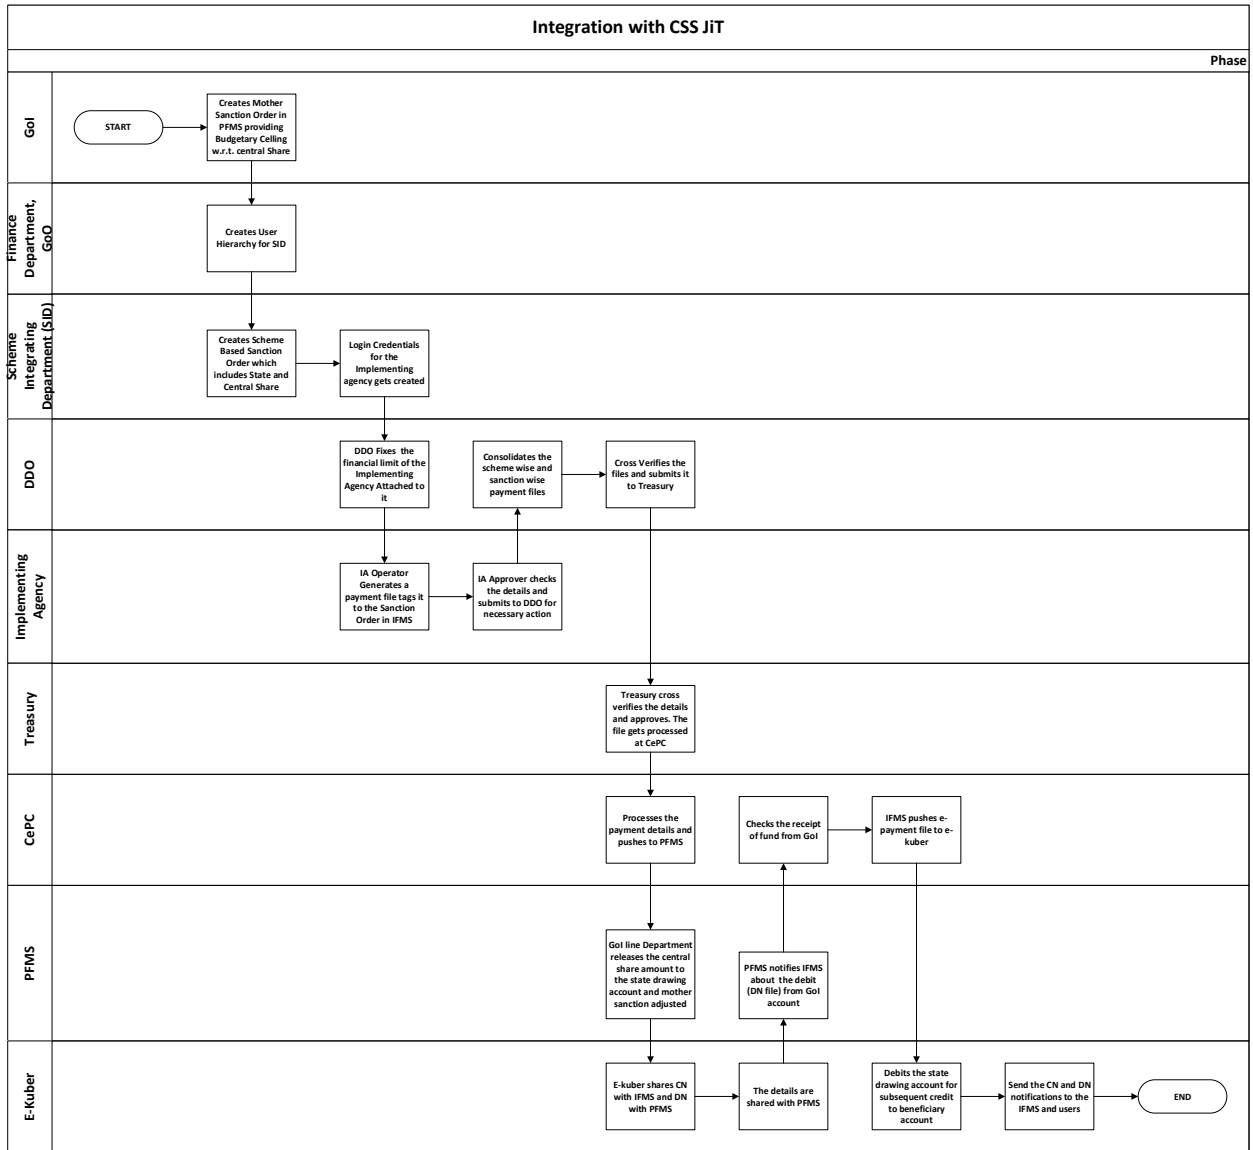 Integration with CSS JiT
Phase
GoI
START
Creates Mother
Sanction Order in
PFMS providing
Budgetary Celling
w.r.t. central Share
Finance
Department,
GoO
Creates User
Hierarchy for SID
Scheme
Integrating
Department (SID)
Creates Scheme
Based Sanction
Order which
includes State and
Central Share
Login Credentials
for the
Implementing
agency gets created
DDO
DDO Fixes the
financial limit of the
Implementing
Agency Attached to
it
Consolidates the
scheme wise and
sanction wise
payment files
Cross Verifies the
files and submits it
to Treasury
Implementing
Agency
IA Operator
Generates a
payment file tags it
to the Sanction
Order in IFMS
IA Approver checks
the details and
submits to DDO for
necessary action
Treasury
Treasury cross
verifies the details
and approves. The
file gets processed
at CePC
CePC
Processes the
payment details and
pushes to PFMS
Checks the receipt
of fund from GoI
IFMS pushes e-
payment file to e-
kuber
PFMS
GoI line Department
releases the central
share amount to
the state drawing
account and mother
sanction adjusted
PFMS notifies IFMS
about the debit
(DN file) from GoI
account
E-Kuber
E-kuber shares CN
with IFMS and DN
with PFMS
The details are
shared with PFMS
Debits the state
drawing account for
subsequent credit
to beneficiary
account
Send the CN and DN
notifications to the
IFMS and users
END